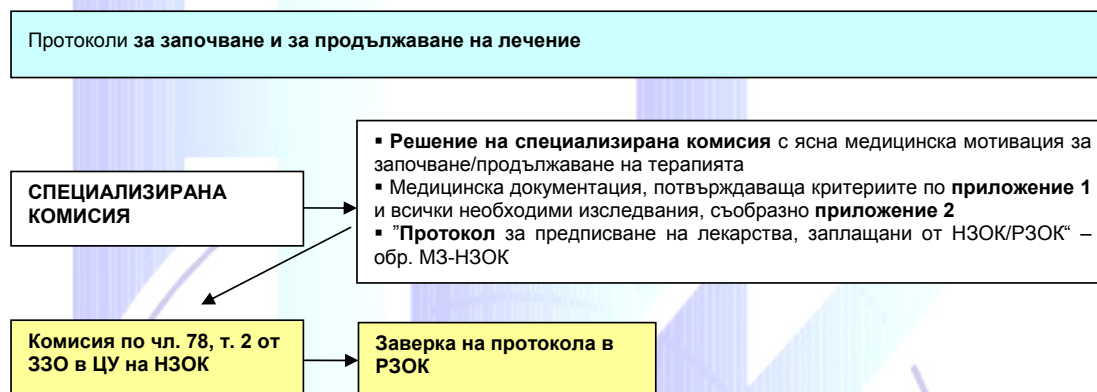 Протоколи за започване и за продължаване на лечение
▪ Решение на специализирана комисия с ясна медицинска мотивация за
започване/продължаване на терапията
▪ Медицинска документация, потвърждаваща критериите по приложение 1
и всички необходими изследвания, съобразно приложение 2
▪ "Протокол за предписване на лекарства, заплащани от НЗОК/РЗОК“ –
обр. МЗ-НЗОК
СПЕЦИАЛИЗИРАНА
КОМИСИЯ
Комисия по чл. 78, т. 2 от
ЗЗО в ЦУ на НЗОК
Заверка на протокола в
РЗОК